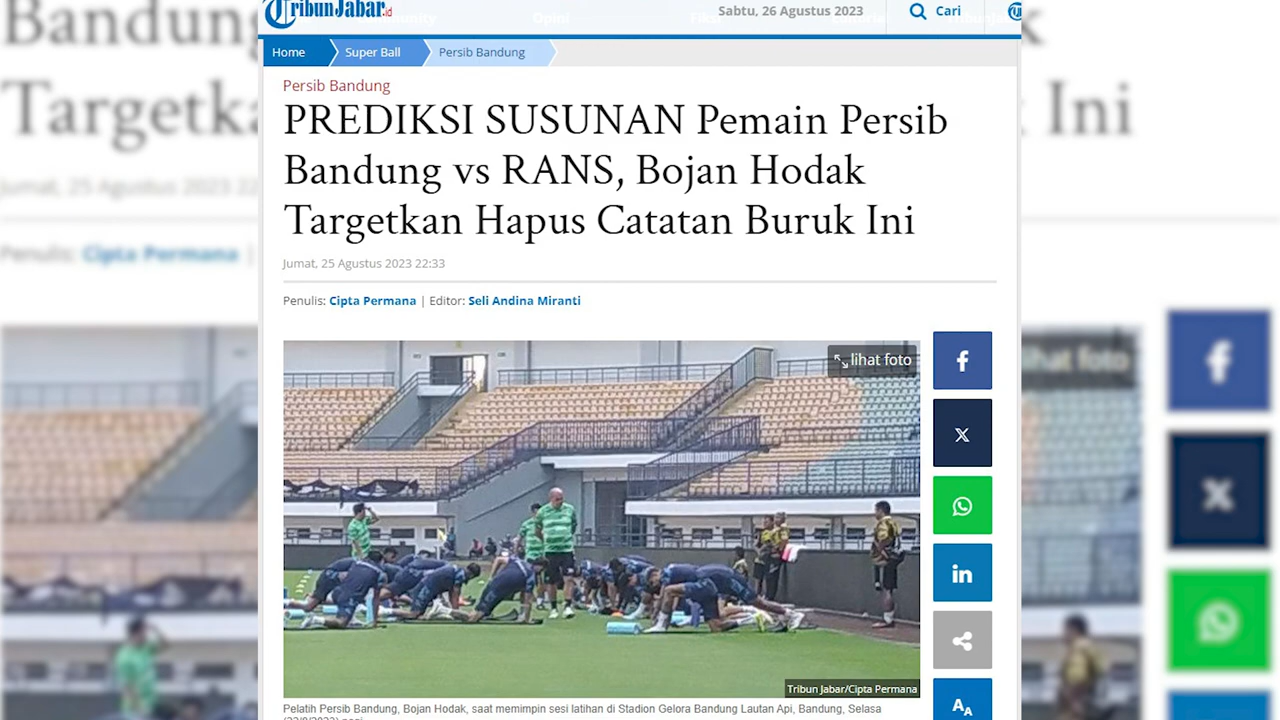 TribunJabar.id
Sabtu, 26 Agustus 2023
Cari
Home
Super Ball
Persib Bandung
Persib Bandung
PREDIKSI SUSUNAN Pemain Persib
Bandung vs RANS, Bojan Hodak
Targetkan Hapus Catatan Buruk Ini
Jumat, 25 Agustus 2023 22:33
Penulis: Cipta Permana | Editor: Seli Andina Miranti
lihat foto
Tribun Jabar/Cipta Permana
Pelatih Persib Bandung, Bojan Hodak, saat memimpin sesi latihan di Stadion Gelora Bandung Lautan Api, Bandung, Selasa